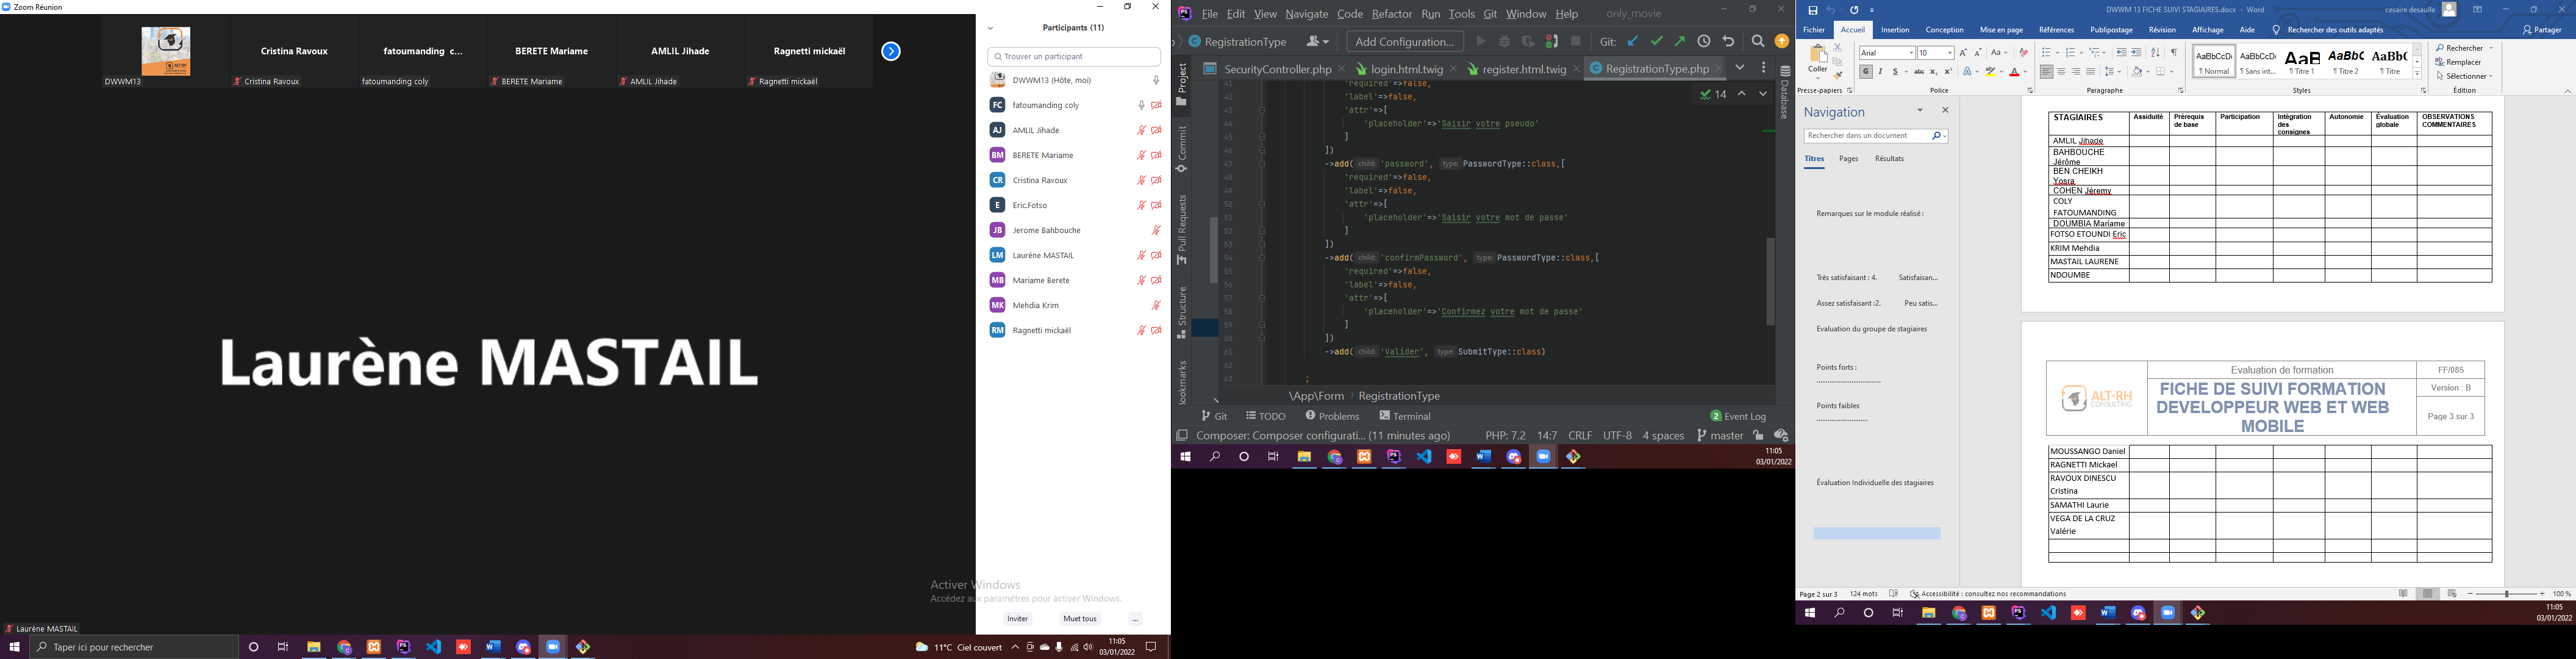 Zoom Réunion
DWWM13
Cristina Ravoux
Cristina Ravoux
fatoumanding c...
fatoumanding coly
BERETE Mariame
BERETE Mariame
AMLIL Jihade
AMLIL Jihade
Ragnetti mickaël
Ragnetti mickaël
Laurène MASTAIL
Laurène MASTAIL
Participants (11)
Trouver un participant
DWWM13 (Hôte, moi)
FC fatoumanding coly
AJ AMLIL Jihade
BM BERETE Mariame
CR Cristina Ravoux
E Eric.Fotso
JB Jerome Bahbouche
LM Laurène MASTAIL
MB Mariame Berete
MK Mehdia Krim
RM Ragnetti mickaël
Activer Windows
Accédez aux paramètres pour activer Windows.
Inviter Muet tous ...
Taper ici pour rechercher
11°C Ciel couvert
11:05
03/01/2022
File Edit View Navigate Code Refactor Run Tools Git Window Help only_movie
RegistrationType Add Configuration... Git:
SecurityController.php login.html.twig register.html.twig RegistrationType.php
Project
Commit
Pull Requests
Structure
Database
14
41 'required'=>false,
42 'label'=>false,
43 'attr'=>[
44 'placeholder'=>'Saisir votre pseudo'
45 ]
46 ])
47 ->add( child: 'password', type: PasswordType::class,[
48 'required'=>false,
49 'label'=>false,
50 'attr'=>[
51 'placeholder'=>'Saisir votre mot de passe'
52 ]
53 ])
54 ->add( child: 'confirmPassword', type: PasswordType::class,[
55 'required'=>false,
56 'label'=>false,
57 'attr'=>[
58 'placeholder'=>'Confirmez votre mot de passe'
59 ]
60 ])
61 ->add( child: 'Valider', type: SubmitType::class)
62
63 ;
\App\Form › RegistrationType
Git TODO Problems Terminal 2 Event Log
Composer: Composer configurati... (11 minutes ago) PHP: 7.2 14:7 CRLF UTF-8 4 spaces master
11:05
03/01/2022
DWWM 13 FICHE SUIVI STAGIAIRES.docx - Word
cesaire desaulle
Fichier Accueil Insertion Conception Mise en page Références Publipostage Révision Affichage Aide Rechercher des outils adaptés Partager
Coller
Arial 10
G I S
AaBbCcDc AaBbCcDc AaB AaBbC AaBbC
¶ Normal ¶ Sans int... ¶ Titre 1 ¶ Titre 2 ¶ Titre
Rechercher
Remplacer
Sélectionner
Presse-papiers Police Paragraphe Styles Édition
Navigation
Rechercher dans un document
Titres Pages Résultats
Remarques sur le module réalisé :
Très satisfaisant : 4. Satisfaisan...
Assez satisfaisant :2. Peu satis...
Evaluation du groupe de stagiaires
Points forts :
Points faibles
Évaluation Individuelle des stagiaires
STAGIAIRES Assiduité Prérequis de base Participation Intégration des consignes Autonomie Évaluation globale OBSERVATIONS COMMENTAIRES
AMLIL Jihade
BAHBOUCHE
Jérôme
BEN CHEIKH
Yosra
COHEN Jéremy
COLY
FATOUMANDING
DOUMBIA Mariame
FOTSO ETOUNDI Eric
KRIM Mehdia
MASTAIL LAURENE
NDOUMBE
ALT-RH
CONSULTING
Evaluation de formation
FF/085
FICHE DE SUIVI FORMATION
DEVELOPPEUR WEB ET WEB
MOBILE
Version : B
Page 3 sur 3
MOUSSANGO Daniel
RAGNETTI Mickael
RAVOUX DINESCU
Cristina
SAMATHI Laurie
VEGA DE LA CRUZ
Valérie
Page 2 sur 3 124 mots Accessibilité : consultez nos recommandations 100 %
11:05
03/01/2022